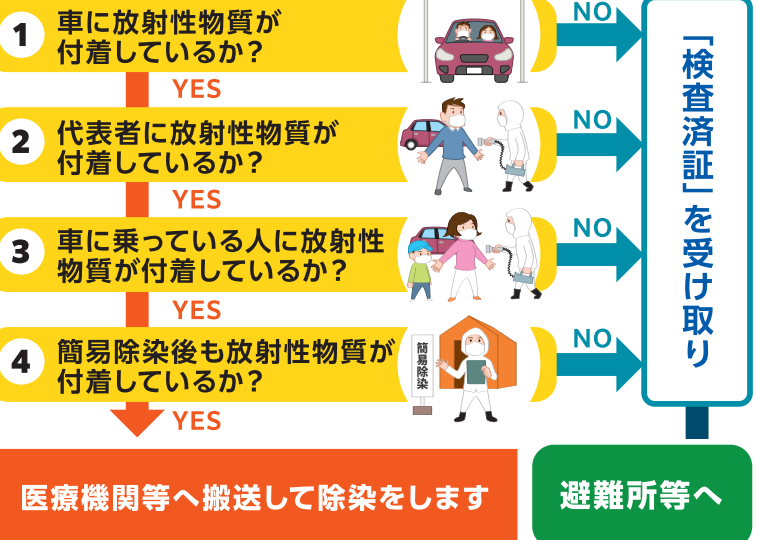 1
車に放射性物質が
付着しているか？
NO
YES
2
代表者に放射性物質が
付着しているか？
NO
YES
3
車に乗っている人に放射性
物質が付着しているか？
NO
YES
4
簡易除染後も放射性物質が
付着しているか？
簡易除染
NO
YES
「検査済証」を受け取り
医療機関等へ搬送して除染をします
避難所等へ